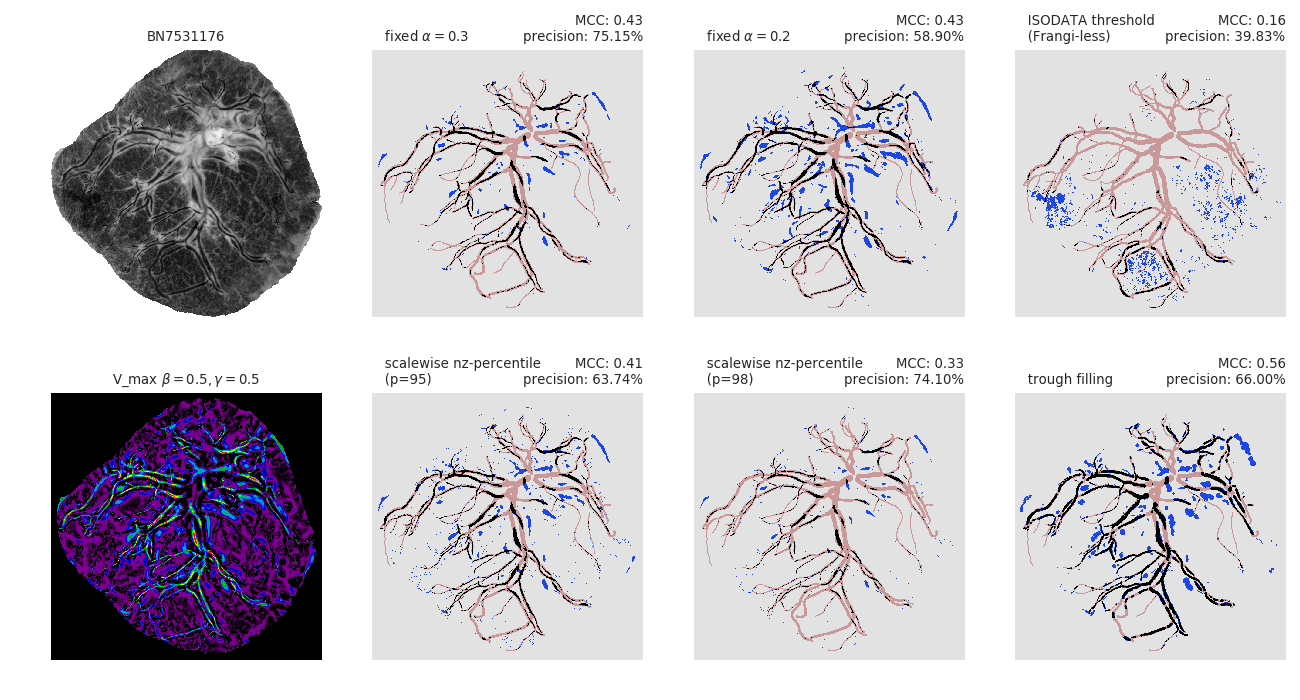 BN7531176
fixed α = 0.3
MCC: 0.43
precision: 75.15%
fixed α = 0.2
MCC: 0.43
precision: 58.90%
ISODATA threshold
(Frangi-less)
MCC: 0.16
precision: 39.83%
V_max β = 0.5, γ = 0.5
scalewise nz-percentile
(p=95)
MCC: 0.41
precision: 63.74%
scalewise nz-percentile
(p=98)
MCC: 0.33
precision: 74.10%
trough filling
MCC: 0.56
precision: 66.00%